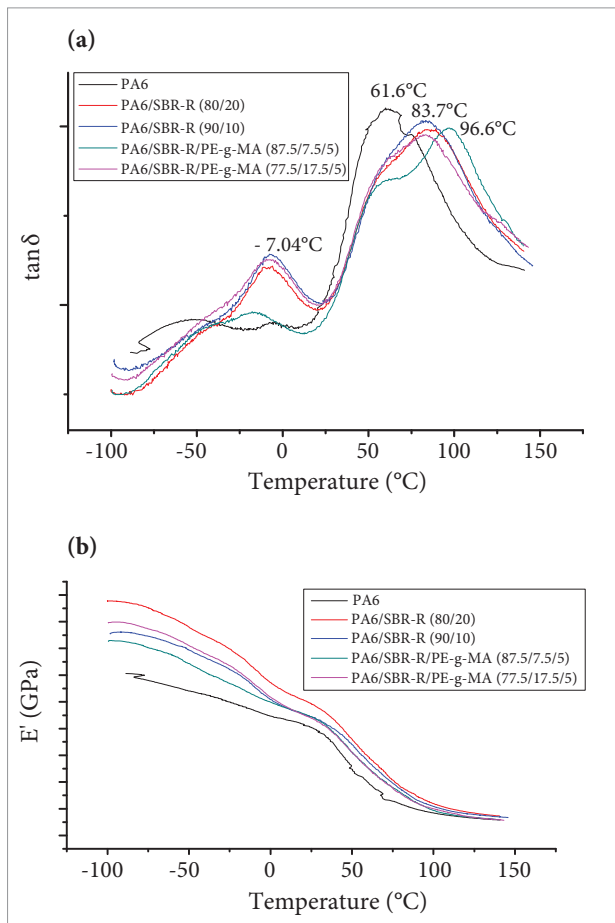 (a)
PA6
PA6/SBR-R (80/20)
PA6/SBR-R (90/10)
PA6/SBR-R/PE-g-MA (87.5/7.5/5)
PA6/SBR-R/PE-g-MA (77.5/17.5/5)
61.6°C
83.7°C
96.6°C
- 7.04°C
tan δ
-100 -50 0 50 100 150
Temperature (°C)
(b)
PA6
PA6/SBR-R (80/20)
PA6/SBR-R (90/10)
PA6/SBR-R/PE-g-MA (87.5/7.5/5)
PA6/SBR-R/PE-g-MA (77.5/17.5/5)
E' (GPa)
-100 -50 0 50 100 150
Temperature (°C)